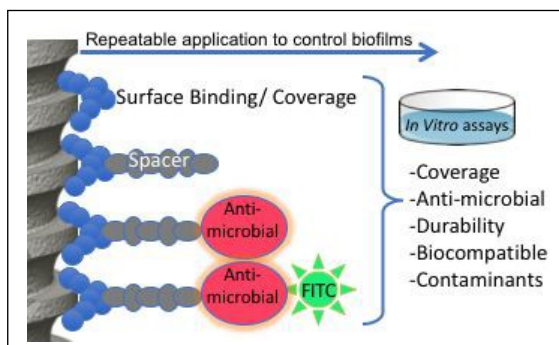 Repeatable application to control biofilms
Surface Binding/ Coverage
Spacer
Anti-
microbial
Anti-
microbial
FITC
In Vitro assays
-Coverage
-Anti-microbial
-Durability
-Biocompatible
-Contaminants